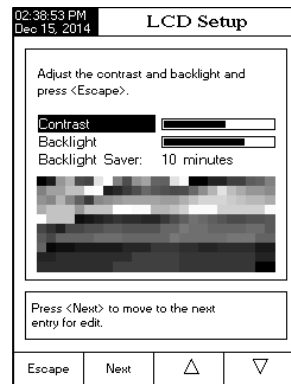 02:38:53 PM
Dec 15, 2014
LCD Setup
Adjust the contrast and backlight and
press <Escape>.
Contrast
Backlight
Backlight Saver: 10 minutes
Press <Next> to move to the next
entry for edit.
Escape Next △ ▽